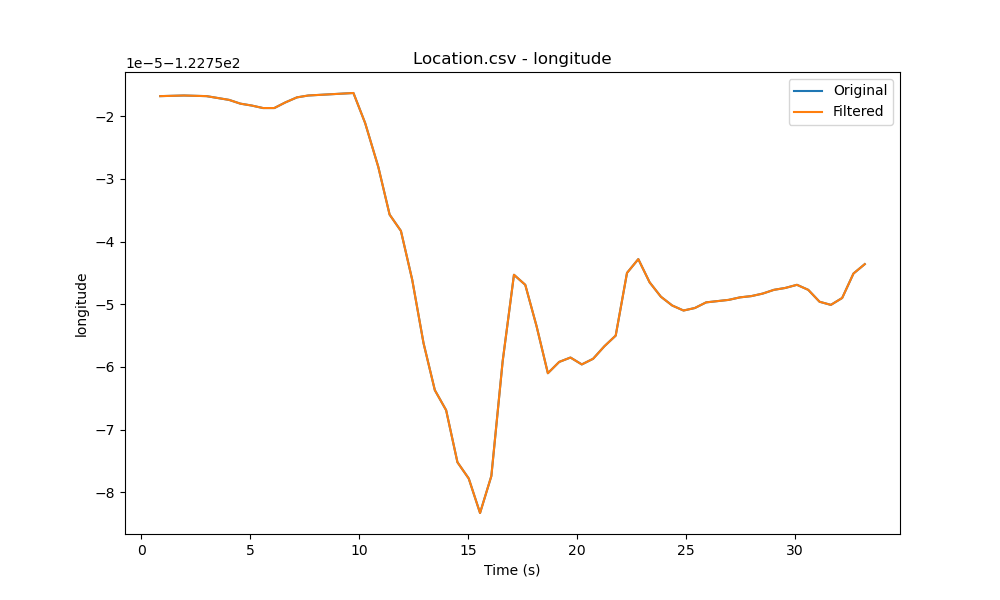 Location.csv - longitude
1e−5−1.2275e2
Original
Filtered
−2
−3
−4
−5
−6
−7
−8
longitude
0 5 10 15 20 25 30
Time (s)